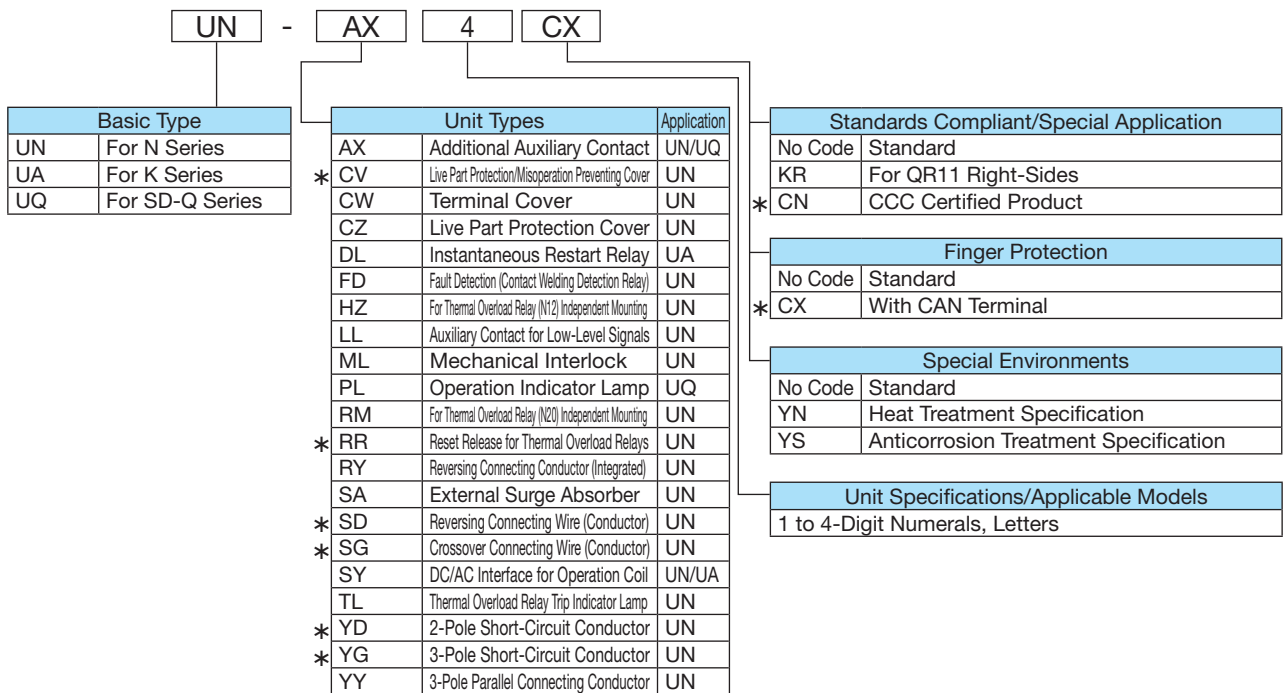 UN - AX 4 CX
Basic Type
UN For N Series
UA For K Series
UQ For SD-Q Series
Unit Types Application
AX Additional Auxiliary Contact UN/UQ
* CV Live Part Protection/Misoperation Preventing Cover UN
CW Terminal Cover UN
CZ Live Part Protection Cover UN
DL Instantaneous Restart Relay UA
FD Fault Detection (Contact Welding Detection Relay) UN
HZ For Thermal Overload Relay (N12) Independent Mounting UN
LL Auxiliary Contact for Low-Level Signals UN
ML Mechanical Interlock UN
PL Operation Indicator Lamp UQ
RM For Thermal Overload Relay (N20) Independent Mounting UN
* RR Reset Release for Thermal Overload Relays UN
RY Reversing Connecting Conductor (Integrated) UN
SA External Surge Absorber UN
* SD Reversing Connecting Wire (Conductor) UN
* SG Crossover Connecting Wire (Conductor) UN
SY DC/AC Interface for Operation Coil UN/UA
TL Thermal Overload Relay Trip Indicator Lamp UN
* YD 2-Pole Short-Circuit Conductor UN
* YG 3-Pole Short-Circuit Conductor UN
YY 3-Pole Parallel Connecting Conductor UN
Standards Compliant/Special Application
No Code Standard
KR For QR11 Right-Sides
* CN CCC Certified Product
Finger Protection
No Code Standard
* CX With CAN Terminal
Special Environments
No Code Standard
YN Heat Treatment Specification
YS Anticorrosion Treatment Specification
Unit Specifications/Applicable Models
1 to 4-Digit Numerals, Letters